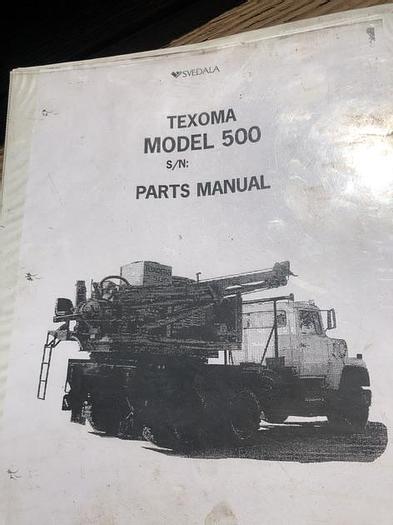 SVEDALA
TEXOMA
MODEL 500
S/N:
PARTS MANUAL